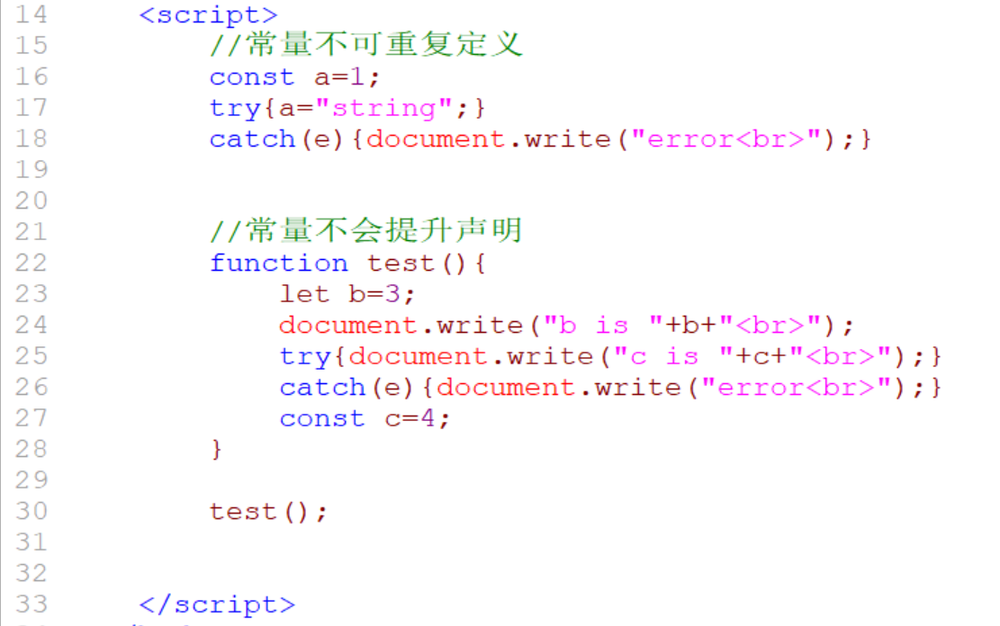 14 <script>
15 //常量不可重复定义
16 const a=1;
17 try{a="string";}
18 catch(e){document.write("error<br>");}
19
20
21 //常量不会提升声明
22 function test(){
23 let b=3;
24 document.write("b is "+b+"<br>");
25 try{document.write("c is "+c+"<br>");}
26 catch(e){document.write("error<br>");}
27 const c=4;
28 }
29
30 test();
31
32
33 </script>